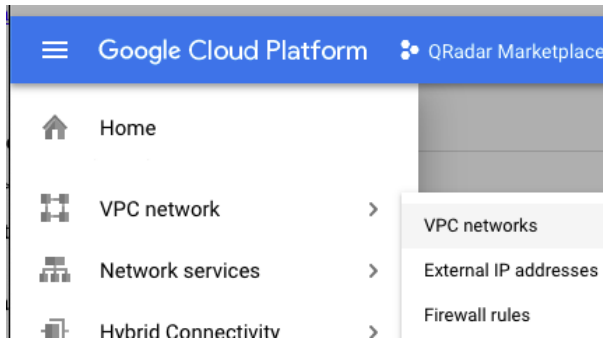 Google Cloud Platform QRadar Marketplace
Home
VPC network
VPC networks
Network services
External IP addresses
Firewall rules
Hybrid Connectivity